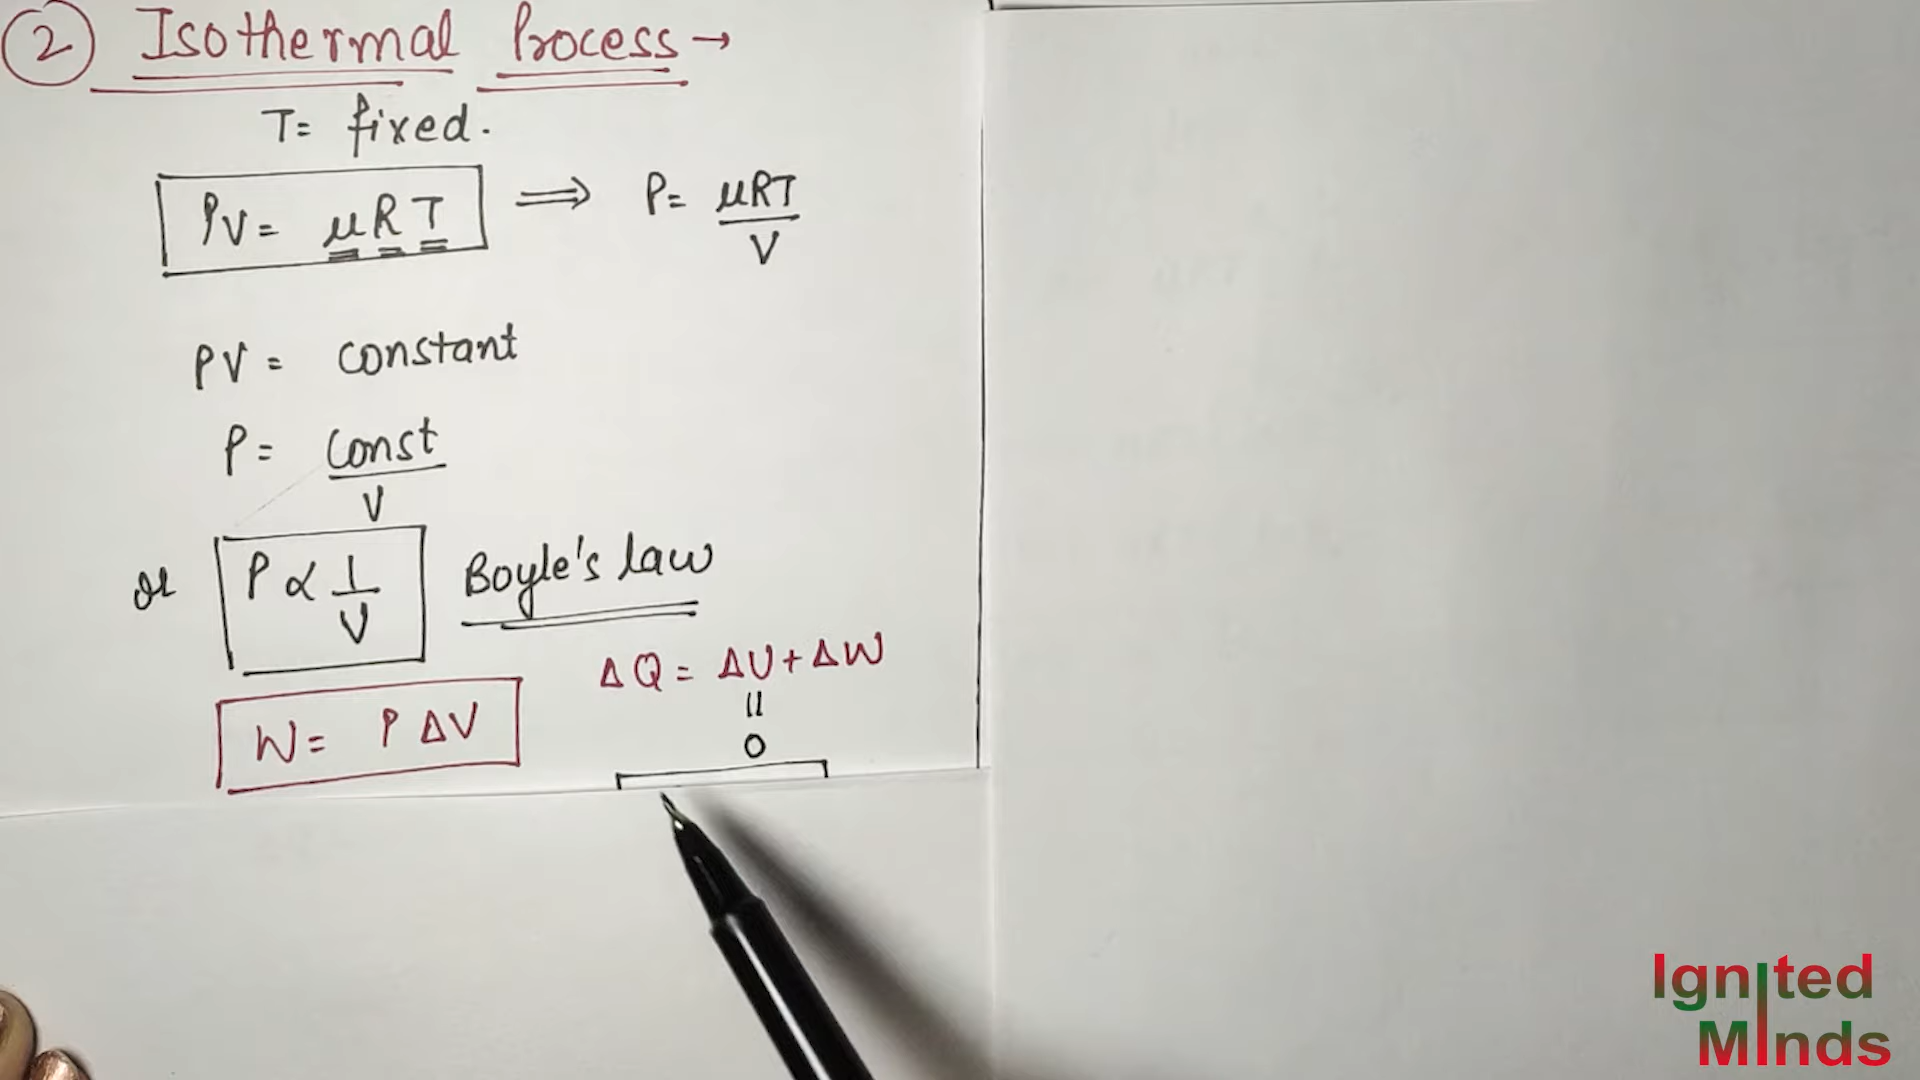 2 Isothermal Process →
T= fixed.
PV= μRT ⟹ P= μRT/V
PV= constant
P= Const/V
or P ∝ 1/V Boyle's law
ΔQ = ΔU + ΔW
W= P ΔV
=
0
Ignited
Minds